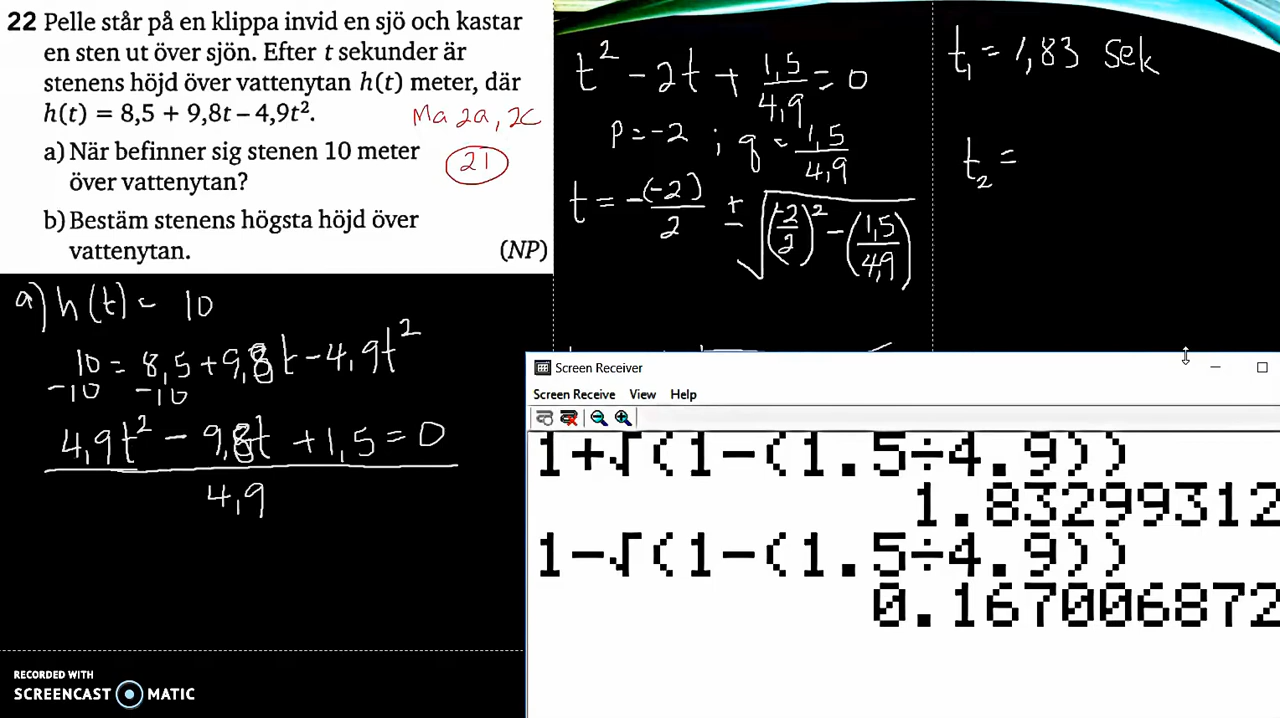 22 Pelle står på en klippa invid en sjö och kastar
en sten ut över sjön. Efter t sekunder är
stenens höjd över vattenytan h(t) meter, där
h(t) = 8,5 + 9,8t – 4,9t².
Ma 2a, 2C
a) När befinner sig stenen 10 meter
över vattenytan?
21
b) Bestäm stenens högsta höjd över
vattenytan.
(NP)
a) h(t) = 10
10 = 8,5 + 9,8t – 4,9t²
-10 -10
4,9t² – 9,8t + 1,5 = 0
4,9
t² – 2t + 1,5/4,9 = 0
p = -2 ; q = 1,5/4,9
t = -(-2)/2 ± √((-2/2)² – (1,5/4,9))
t₁ = 1,83 sek
t₂ =
Screen Receiver
Screen Receive View Help
1+√(1-(1.5÷4.9))
1.83299312
1-√(1-(1.5÷4.9))
0.167006872
RECORDED WITH
SCREENCAST MATIC